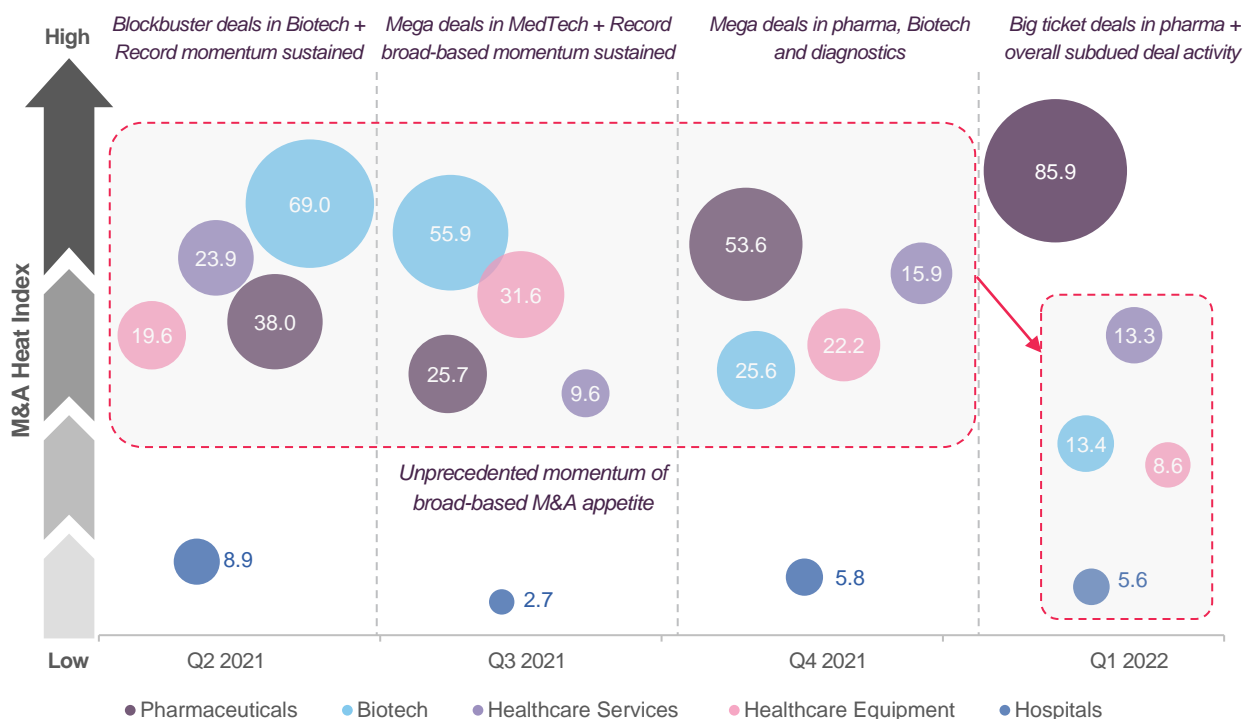 Blockbuster deals in Biotech +
Record momentum sustained
Mega deals in MedTech + Record
broad-based momentum sustained
Mega deals in pharma, Biotech
and diagnostics
Big ticket deals in pharma +
overall subdued deal activity
High
M&A Heat Index
Low
69.0
23.9
38.0
19.6
8.9
55.9
31.6
25.7
9.6
2.7
53.6
15.9
22.2
25.6
5.8
85.9
13.3
13.4
8.6
5.6
Unprecedented momentum of
broad-based M&A appetite
Q2 2021
Q3 2021
Q4 2021
Q1 2022
Pharmaceuticals
Biotech
Healthcare Services
Healthcare Equipment
Hospitals